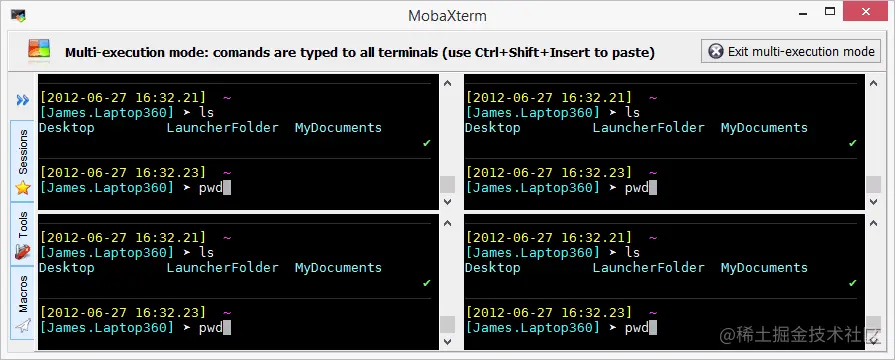 MobaXterm
Multi-execution mode: comands are typed to all terminals (use Ctrl+Shift+Insert to paste)
Exit multi-execution mode
Sessions
Tools
Macros
[2012-06-27 16:32.21] ~
[James.Laptop360] ➤ ls
Desktop LauncherFolder MyDocuments
✔
[2012-06-27 16:32.23] ~
[James.Laptop360] ➤ pwd
[2012-06-27 16:32.21] ~
[James.Laptop360] ➤ ls
Desktop LauncherFolder MyDocuments
✔
[2012-06-27 16:32.23] ~
[James.Laptop360] ➤ pwd
[2012-06-27 16:32.21] ~
[James.Laptop360] ➤ ls
Desktop LauncherFolder MyDocuments
✔
[2012-06-27 16:32.23] ~
[James.Laptop360] ➤ pwd
[2012-06-27 16:32.21] ~
[James.Laptop360] ➤ ls
Desktop LauncherFolder MyDocuments
✔
[2012-06-27 16:32.23] ~
[James.Laptop360] ➤ pwd
@稀土掘金技术社区